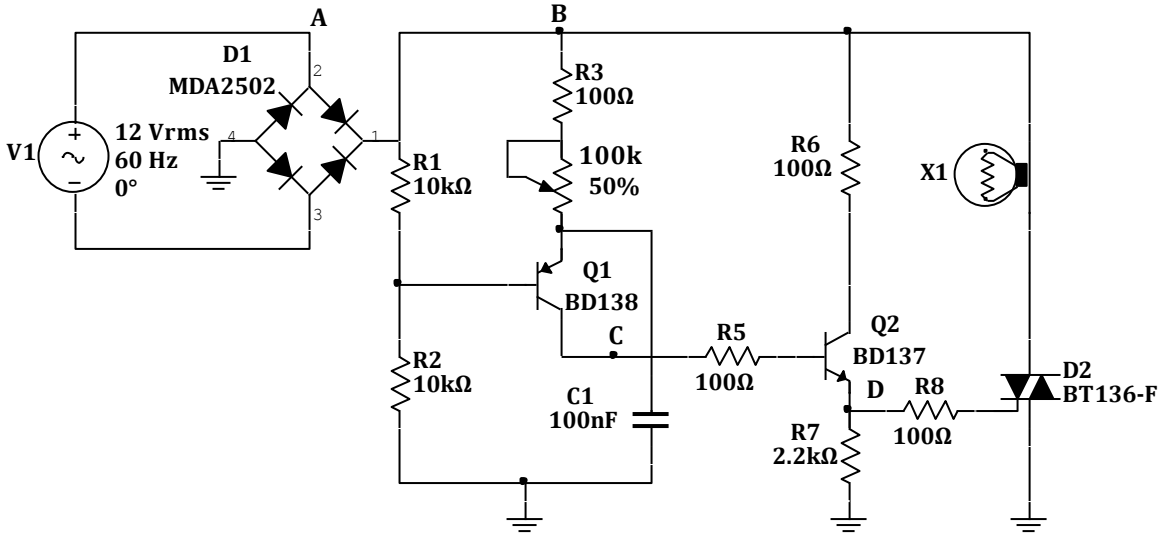 A
B
D1
MDA2502
2
4
1
3
V1
12 Vrms
60 Hz
0°
R1
10kΩ
R2
10kΩ
R3
100Ω
100k
50%
Q1
BD138
C
C1
100nF
R5
100Ω
R6
100Ω
Q2
BD137
D
R7
2.2kΩ
R8
100Ω
X1
D2
BT136-F